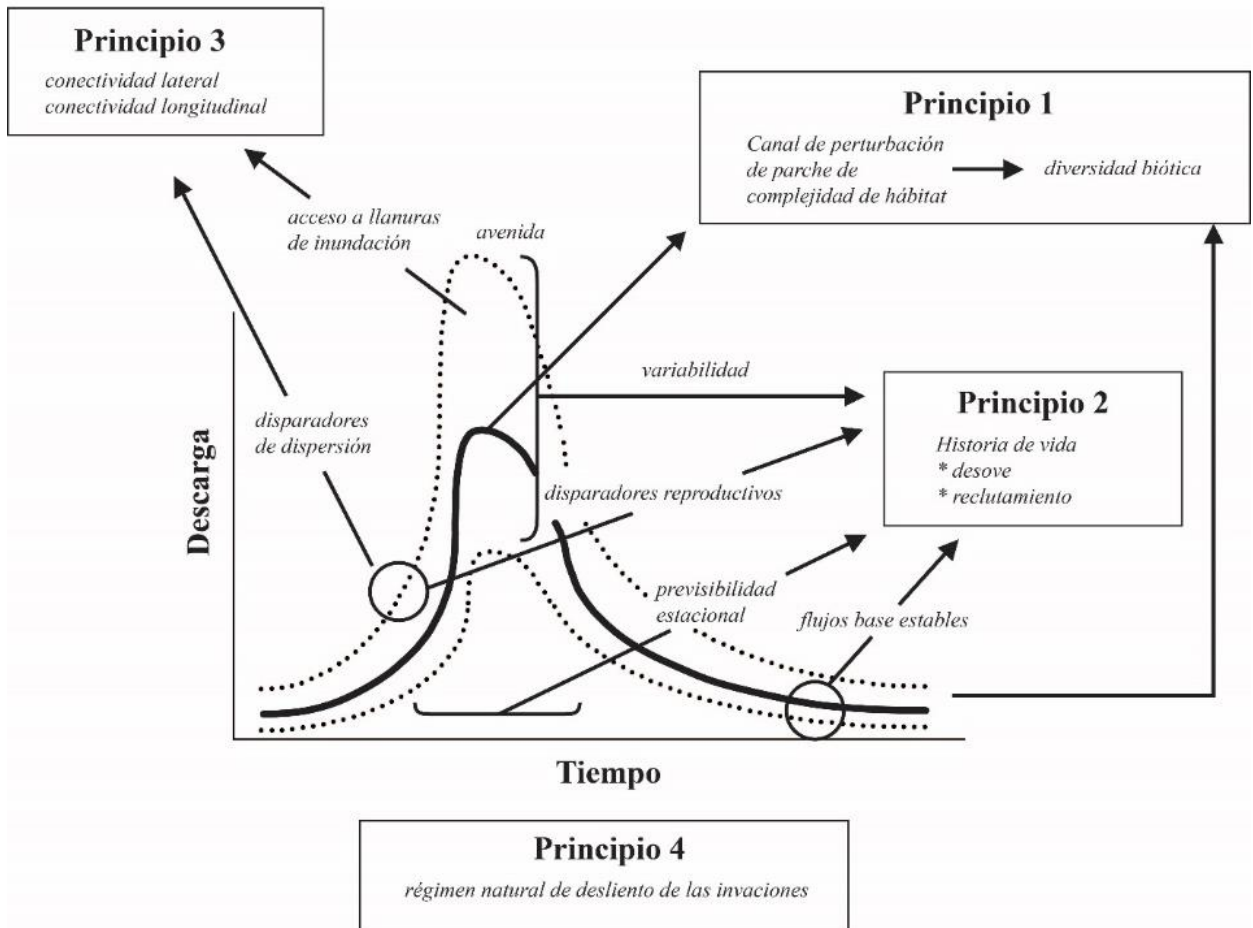 Principio 3
conectividad lateral
conectividad longitudinal
Principio 1
Canal de perturbación
de parche de
complejidad de hábitat
diversidad biótica
acceso a llanuras
de inundación
avenida
variabilidad
Principio 2
Historia de vida
* desove
* reclutamiento
disparadores
de dispersión
disparadores reproductivos
Descarga
previsibilidad
estacional
flujos base estables
Tiempo
Principio 4
régimen natural de desliento de las invaciones